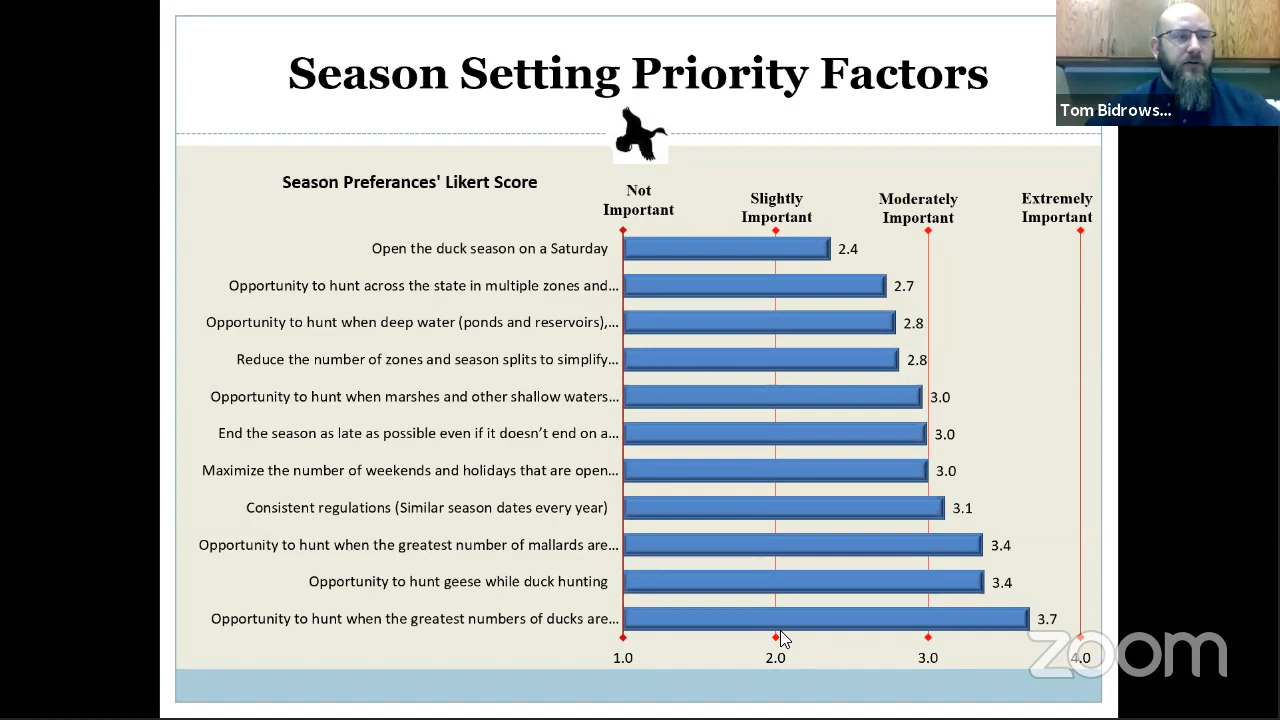 Season Setting Priority Factors
Tom Bidrows...
Season Preferances' Likert Score
Not
Important
Slightly
Important
Moderately
Important
Extremely
Important
Open the duck season on a Saturday
2.4
Opportunity to hunt across the state in multiple zones and...
2.7
Opportunity to hunt when deep water (ponds and reservoirs),...
2.8
Reduce the number of zones and season splits to simplify...
2.8
Opportunity to hunt when marshes and other shallow waters...
3.0
End the season as late as possible even if it doesn't end on a...
3.0
Maximize the number of weekends and holidays that are open...
3.0
Consistent regulations (Similar season dates every year)
3.1
Opportunity to hunt when the greatest number of mallards are...
3.4
Opportunity to hunt geese while duck hunting
3.4
Opportunity to hunt when the greatest numbers of ducks are...
3.7
1.0 2.0 3.0 4.0
zoom